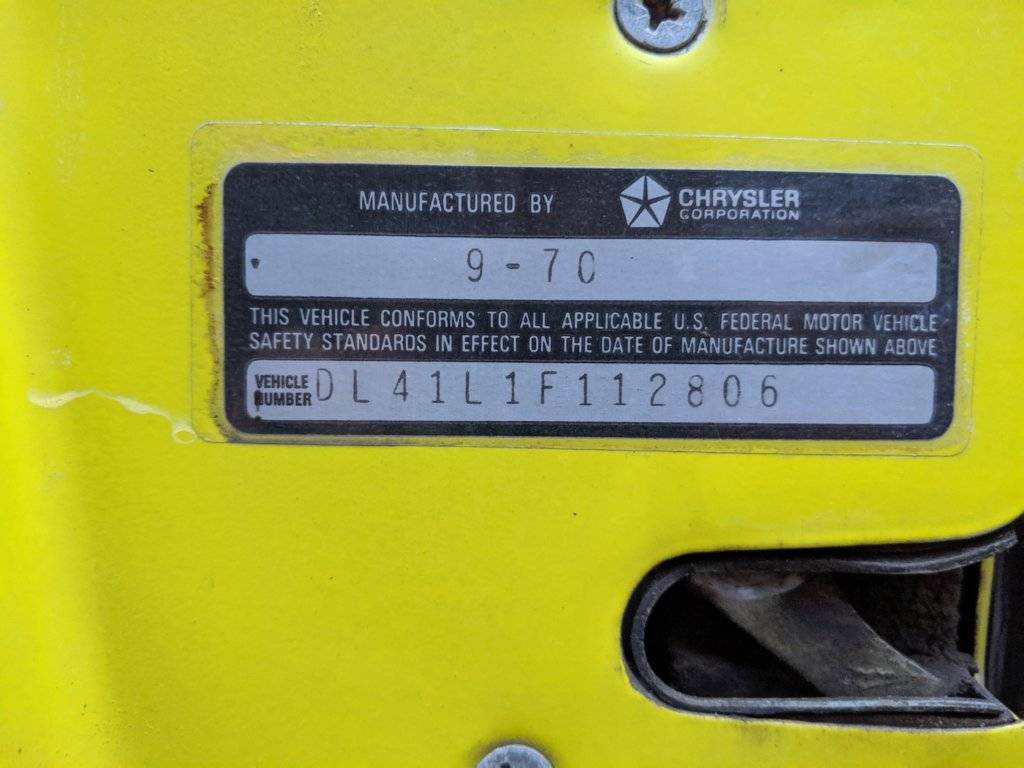 MANUFACTURED BY CHRYSLER CORPORATION
9-70
THIS VEHICLE CONFORMS TO ALL APPLICABLE U.S. FEDERAL MOTOR VEHICLE
SAFETY STANDARDS IN EFFECT ON THE DATE OF MANUFACTURE SHOWN ABOVE
VEHICLE NUMBER DL41L1F112806